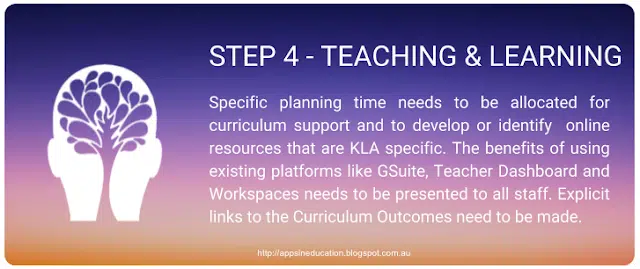 STEP 4 - TEACHING & LEARNING
Specific planning time needs to be allocated for
curriculum support and to develop or identify online
resources that are KLA specific. The benefits of using
existing platforms like GSuite, Teacher Dashboard and
Workspaces needs to be presented to all staff. Explicit
links to the Curriculum Outcomes need to be made.
http://appsineducation.blogspot.com.au